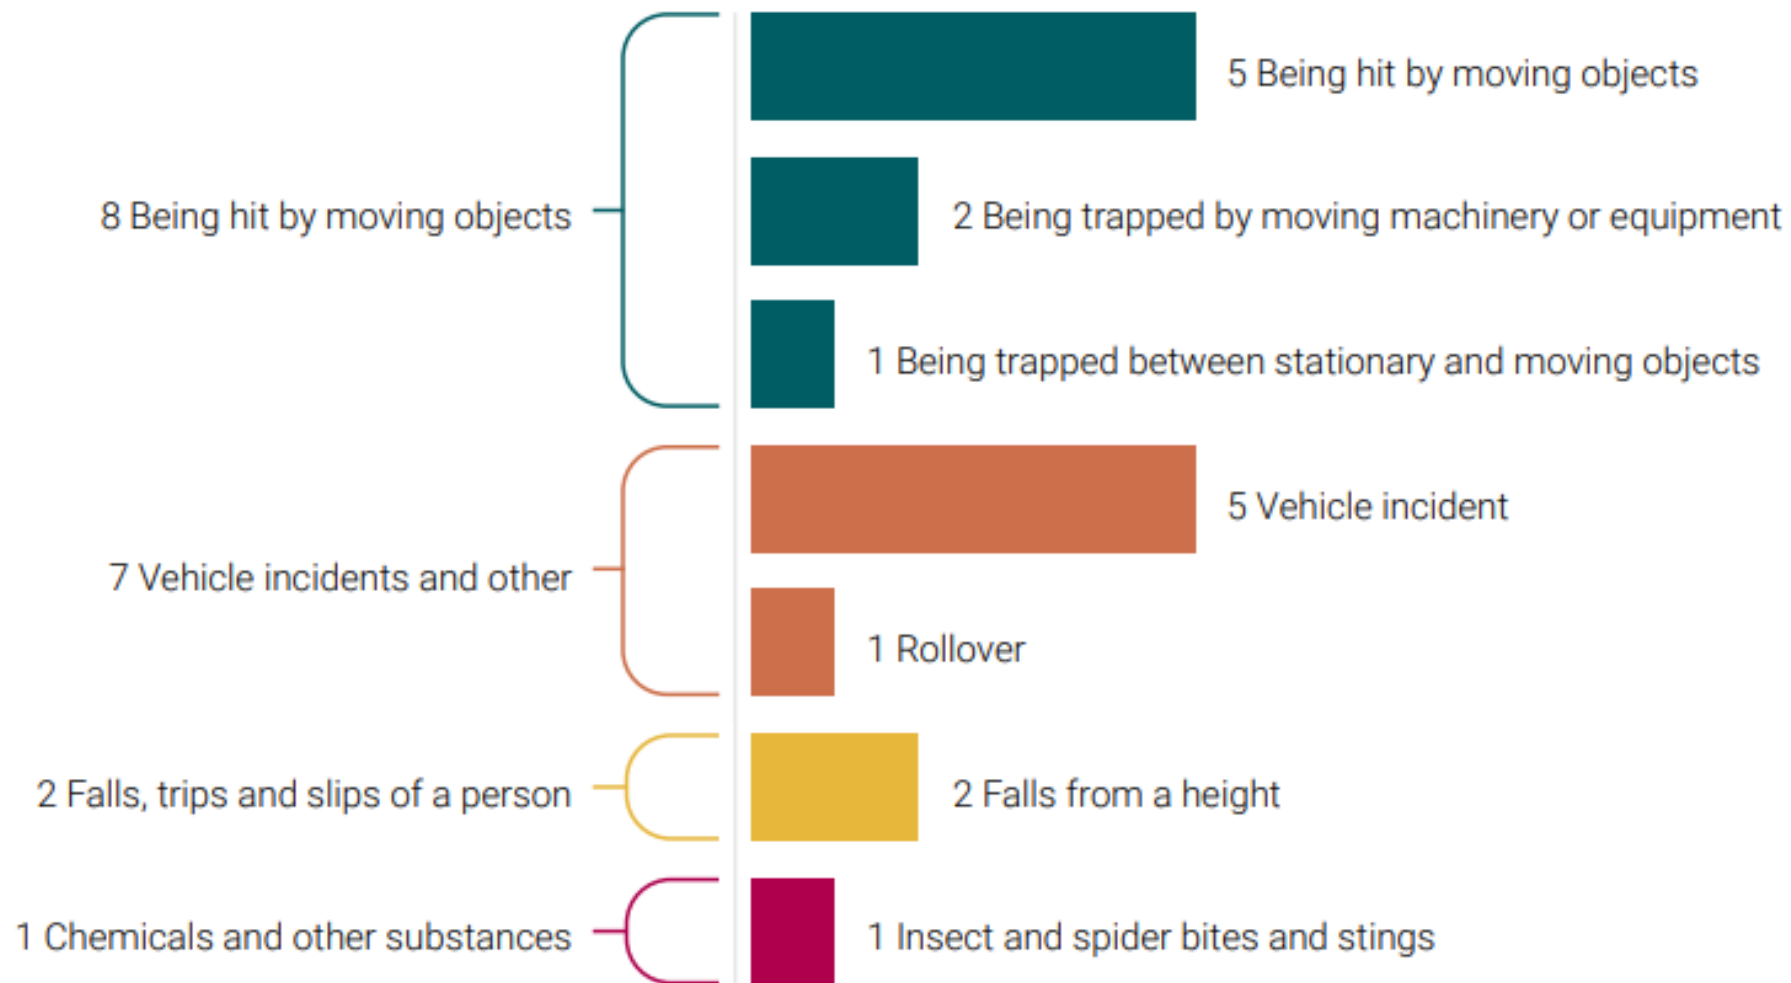 5 Being hit by moving objects
8 Being hit by moving objects
2 Being trapped by moving machinery or equipment
1 Being trapped between stationary and moving objects
5 Vehicle incident
7 Vehicle incidents and other
1 Rollover
2 Falls, trips and slips of a person
2 Falls from a height
1 Chemicals and other substances
1 Insect and spider bites and stings